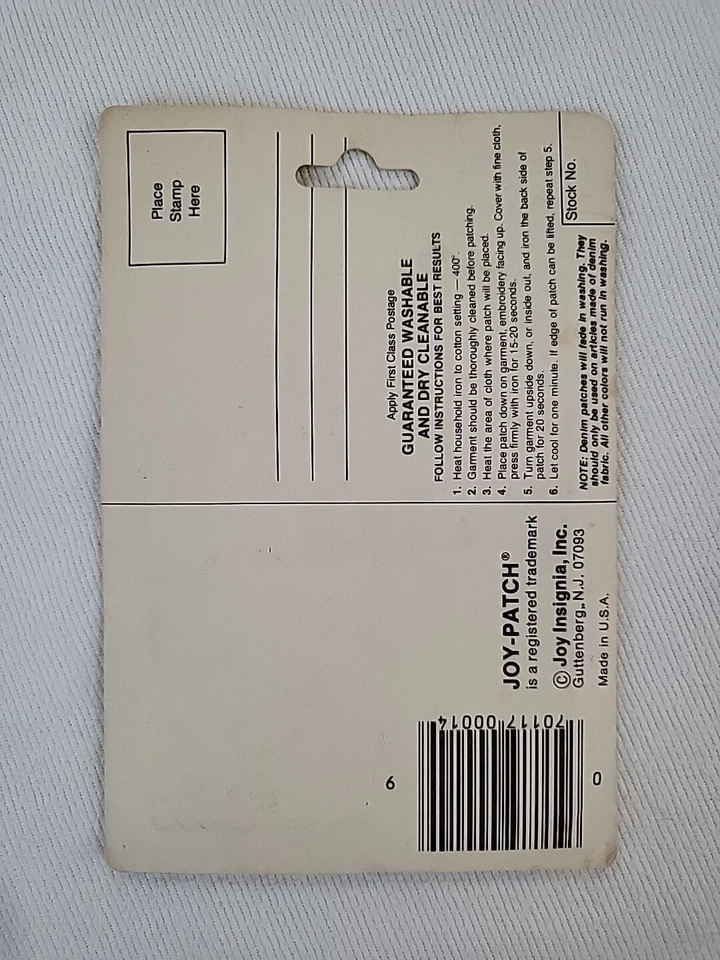 Place
Stamp
Here
Apply First Class Postage
GUARANTEED WASHABLE
AND DRY CLEANABLE
FOLLOW INSTRUCTIONS FOR BEST RESULTS
1. Heat household iron to cotton setting — 400°.
2. Garment should be thoroughly cleaned before patching.
3. Heat the area of cloth where patch will be placed.
4. Place patch down on garment, embroidery facing up. Cover with fine cloth,
press firmly with iron for 15-20 seconds.
5. Turn garment upside down, or inside out, and iron the back side of
patch for 20 seconds.
6. Let cool for one minute. If edge of patch can be lifted, repeat step 5.
NOTE: Denim patches will fade in washing. They
should only be used on articles made of denim
fabric. All other colors will not run in washing.
Stock No.
JOY-PATCH®
is a registered trademark
© Joy Insignia, Inc.
Guttenberg, N.J. 07093
Made in U.S.A.
0 70117 00014 6